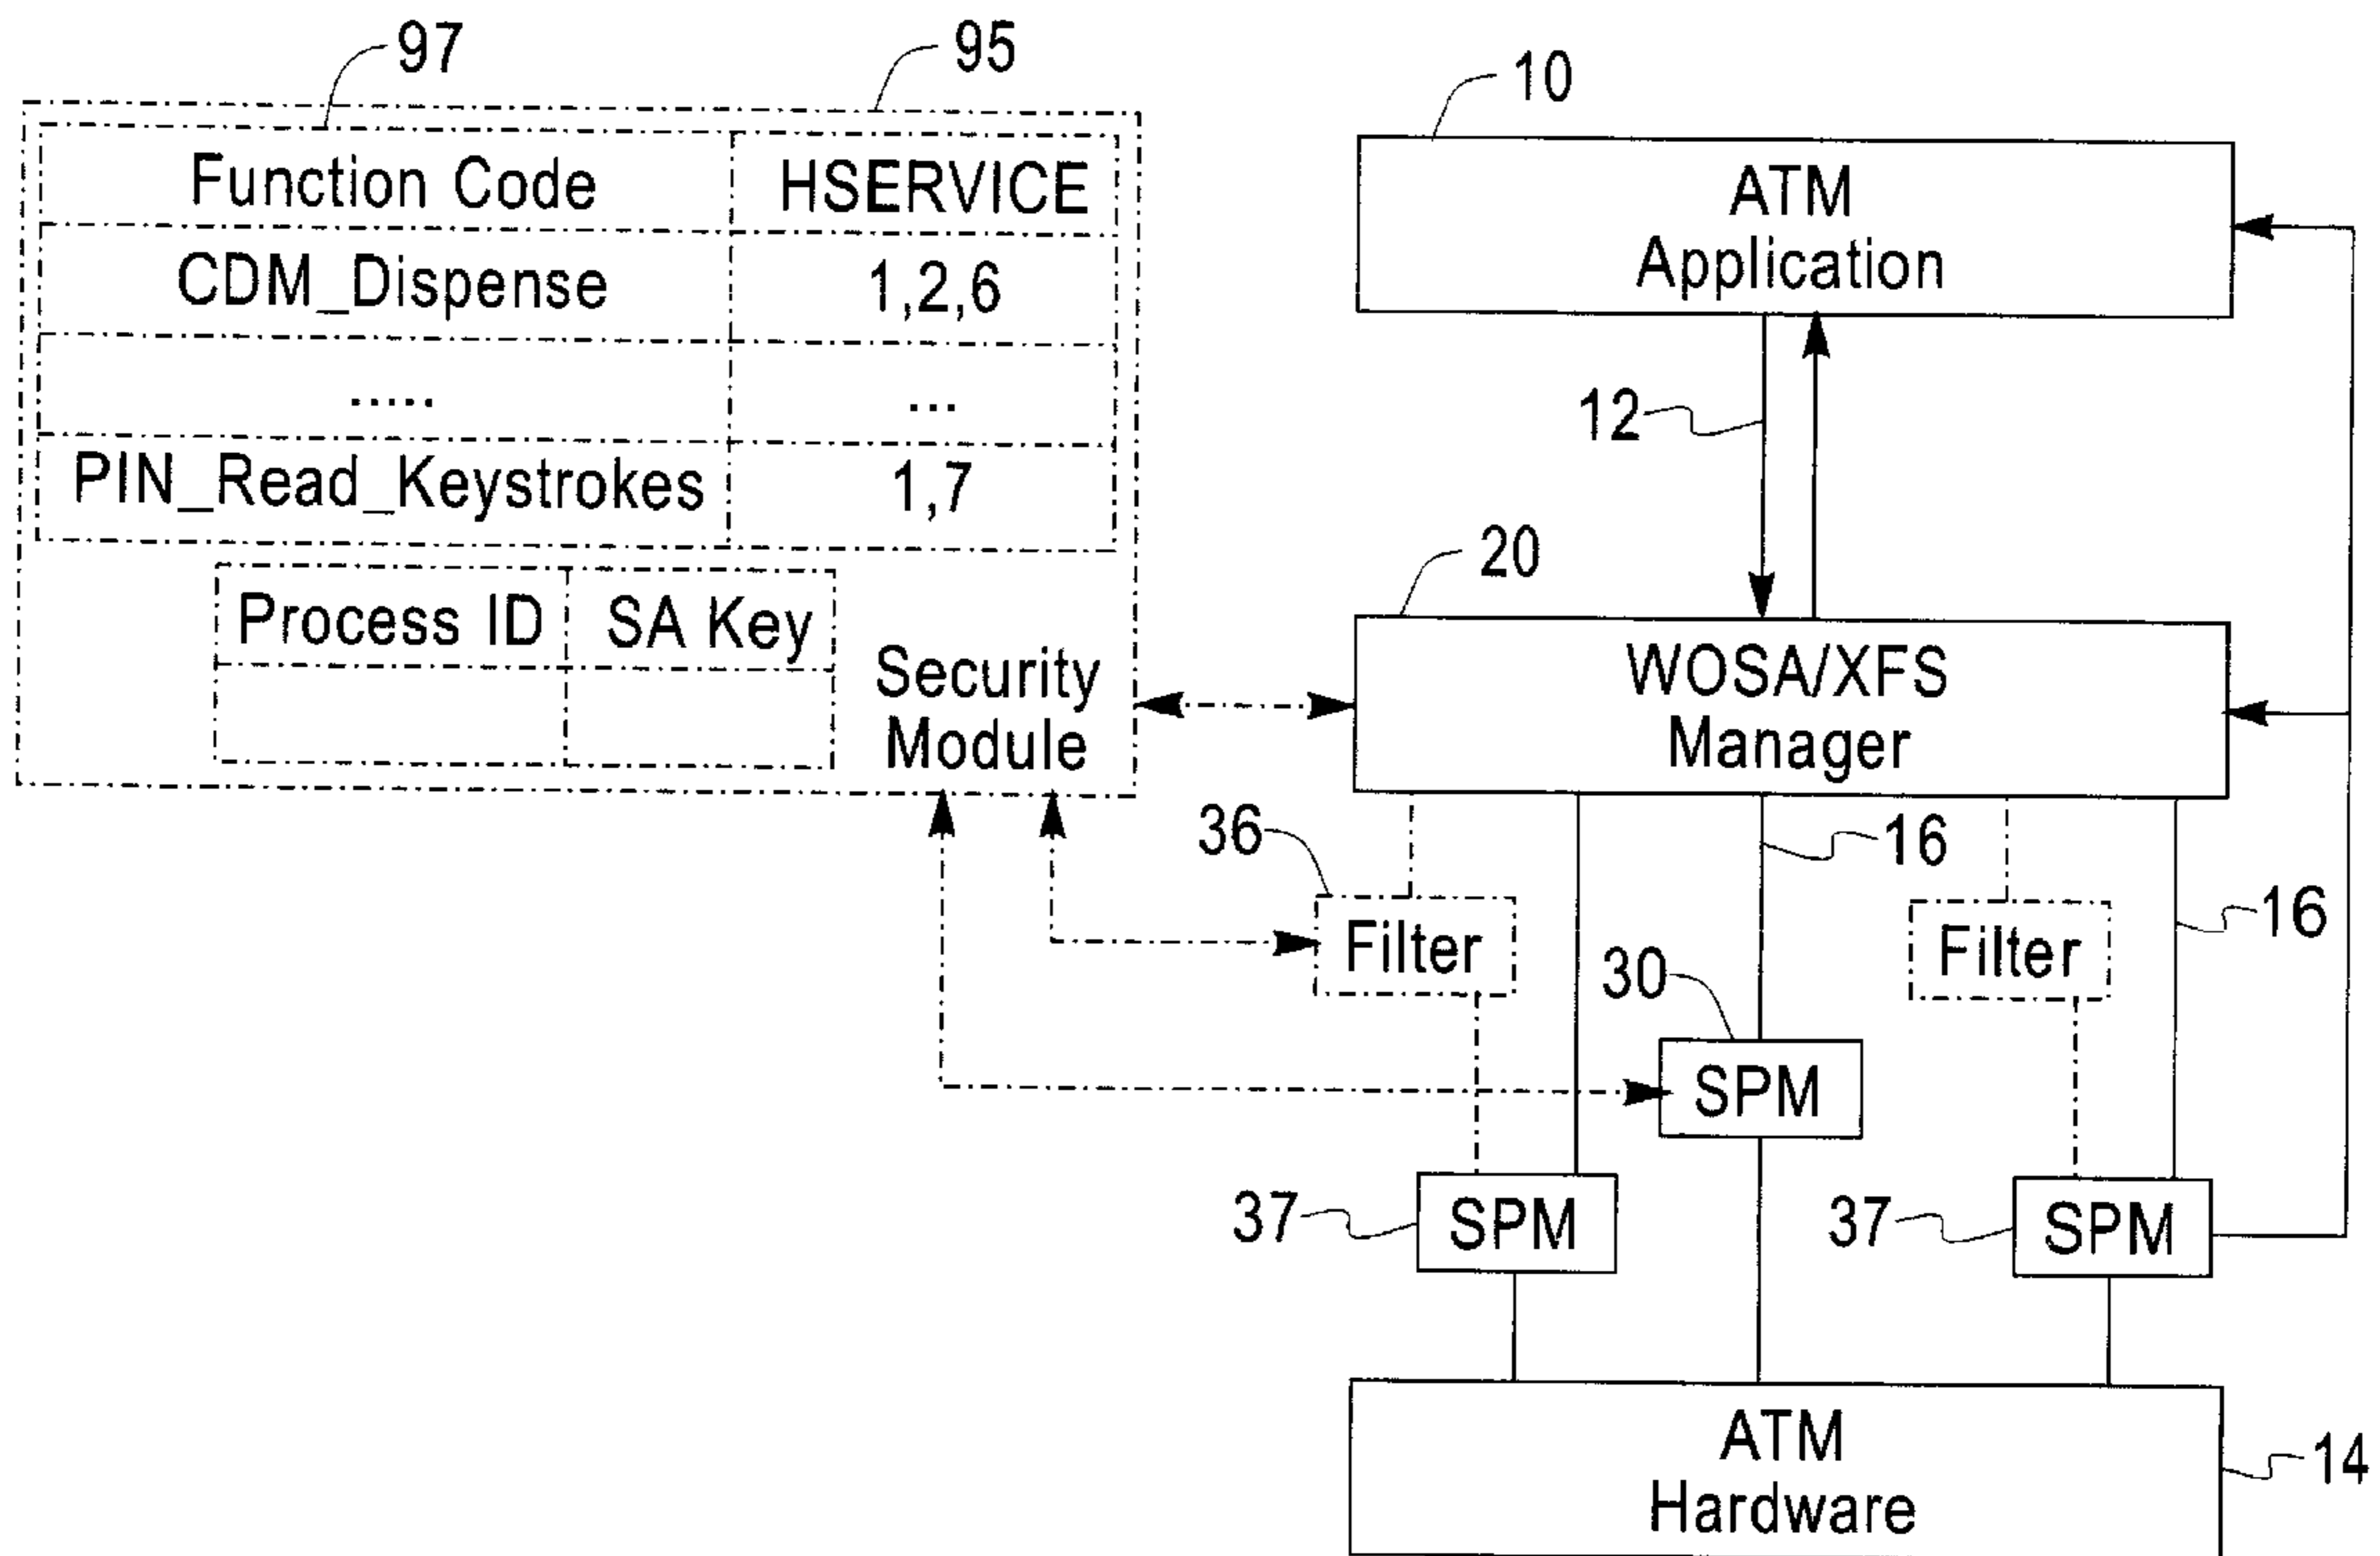 97
95
Function Code HSERVICE
CDM_Dispense 1,2,6
..... ...
PIN_Read_Keystrokes 1,7
Process ID SA Key
Security
Module
10
ATM
Application
12
20
WOSA/XFS
Manager
36
16
16
Filter
Filter
30
SPM
37
SPM
37
SPM
ATM
Hardware
14